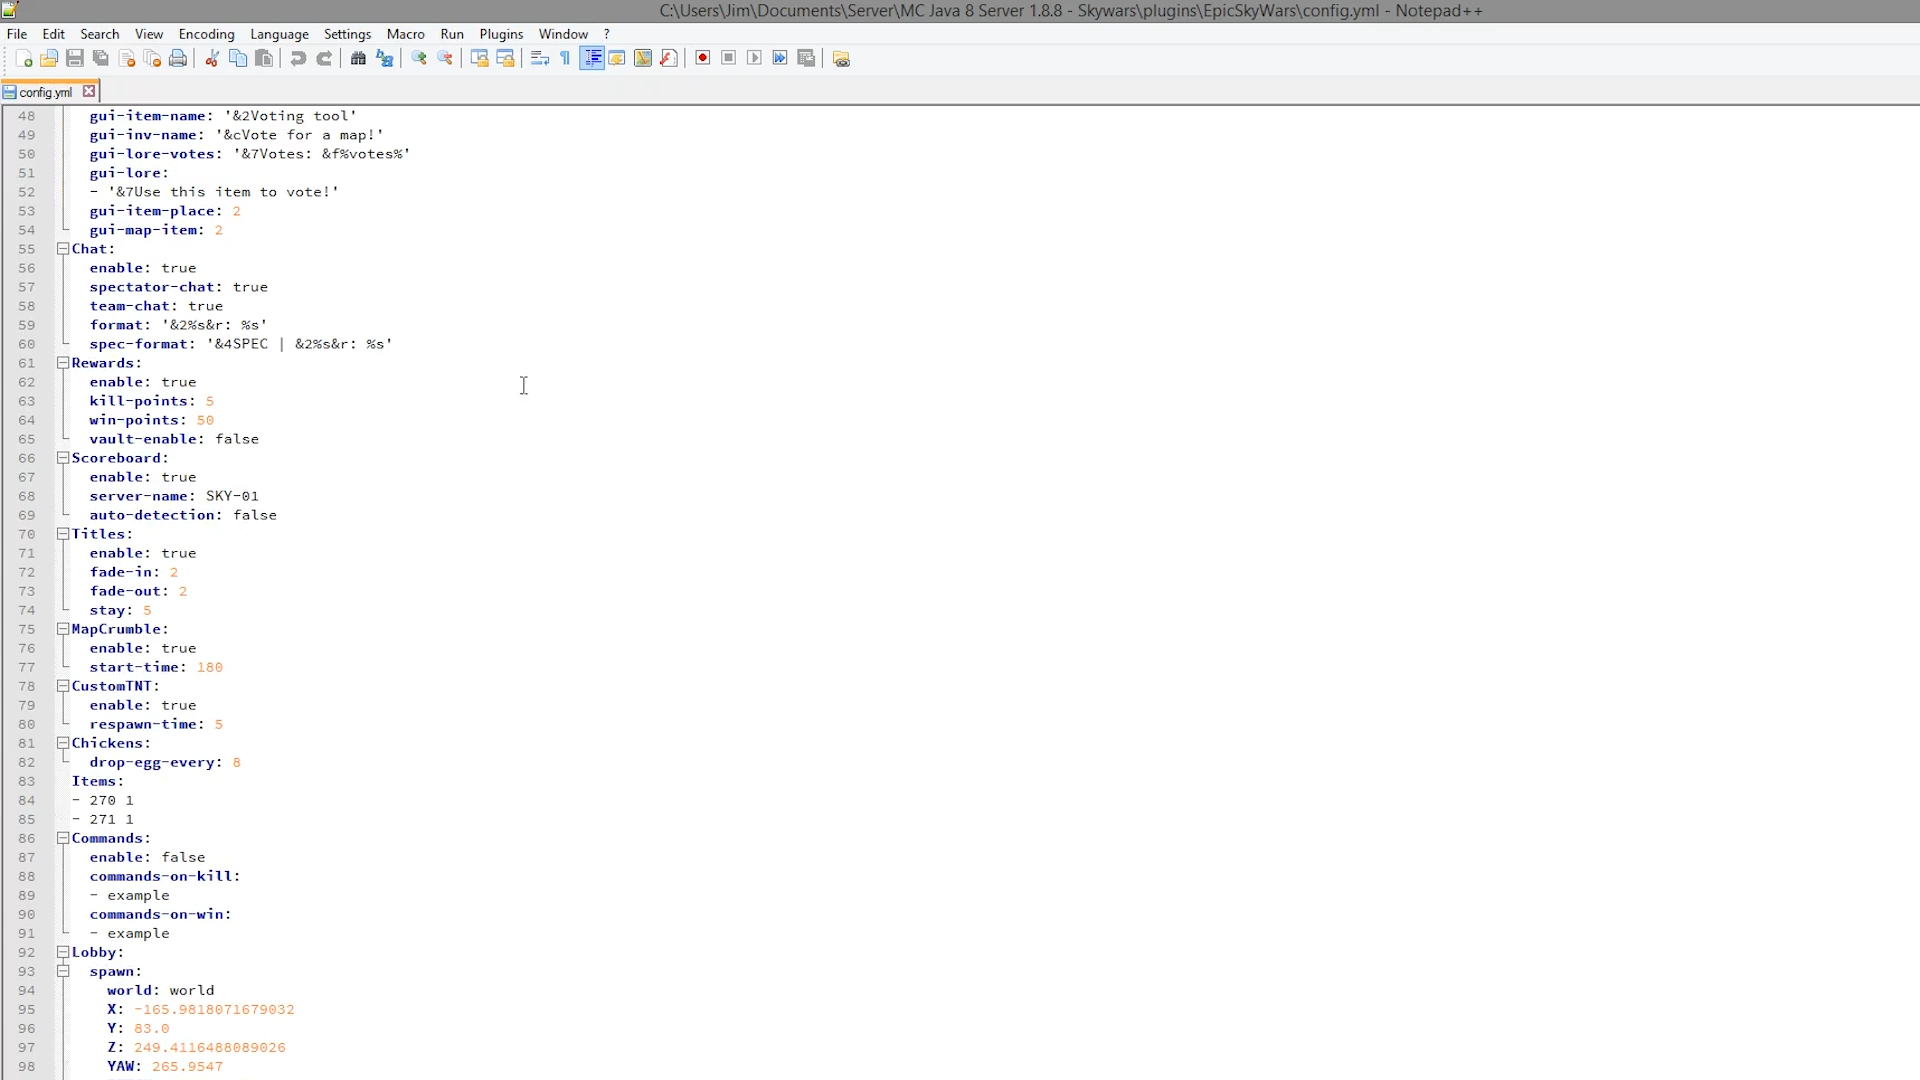 C:\Users\Jim\Documents\Server\MC Java 8 Server 1.8.8 - Skywars\plugins\EpicSkyWars\config.yml - Notepad++
File Edit Search View Encoding Language Settings Macro Run Plugins Window ?
config.yml
48 gui-item-name: '&2Voting tool'
49 gui-inv-name: '&cVote for a map!'
50 gui-lore-votes: '&7Votes: &f%votes%'
51 gui-lore:
52 - '&7Use this item to vote!'
53 gui-item-place: 2
54 gui-map-item: 2
55 Chat:
56 enable: true
57 spectator-chat: true
58 team-chat: true
59 format: '&2%s&r: %s'
60 spec-format: '&4SPEC | &2%s&r: %s'
61 Rewards:
62 enable: true
63 kill-points: 5
64 win-points: 50
65 vault-enable: false
66 Scoreboard:
67 enable: true
68 server-name: SKY-01
69 auto-detection: false
70 Titles:
71 enable: true
72 fade-in: 2
73 fade-out: 2
74 stay: 5
75 MapCrumble:
76 enable: true
77 start-time: 180
78 CustomTNT:
79 enable: true
80 respawn-time: 5
81 Chickens:
82 drop-egg-every: 8
83 Items:
84 - 270 1
85 - 271 1
86 Commands:
87 enable: false
88 commands-on-kill:
89 - example
90 commands-on-win:
91 - example
92 Lobby:
93 spawn:
94 world: world
95 X: -165.9818071679032
96 Y: 83.0
97 Z: 249.4116488089026
98 YAW: 265.9547